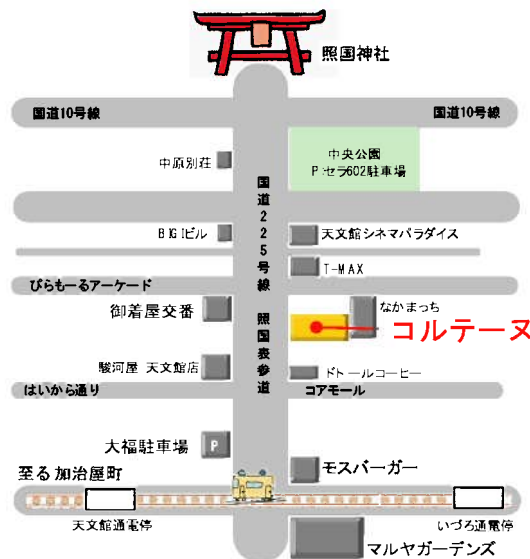 照国神社
国道10号線
国道10号線
中原別荘
中央公園
P:セラ602駐車場
国道225号線 照国表参道
BIGIビル
天文館シネマパラダイス
T-MAX
ぴらもーるアーケード
御着屋交番
なかまっち
コルテーヌ
駿河屋 天文館店
ドトールコーヒー
はいから通り
コアモール
大福駐車場
P
モスバーガー
至る加治屋町
天文館通電停
いづろ通電停
マルヤガーデンズ